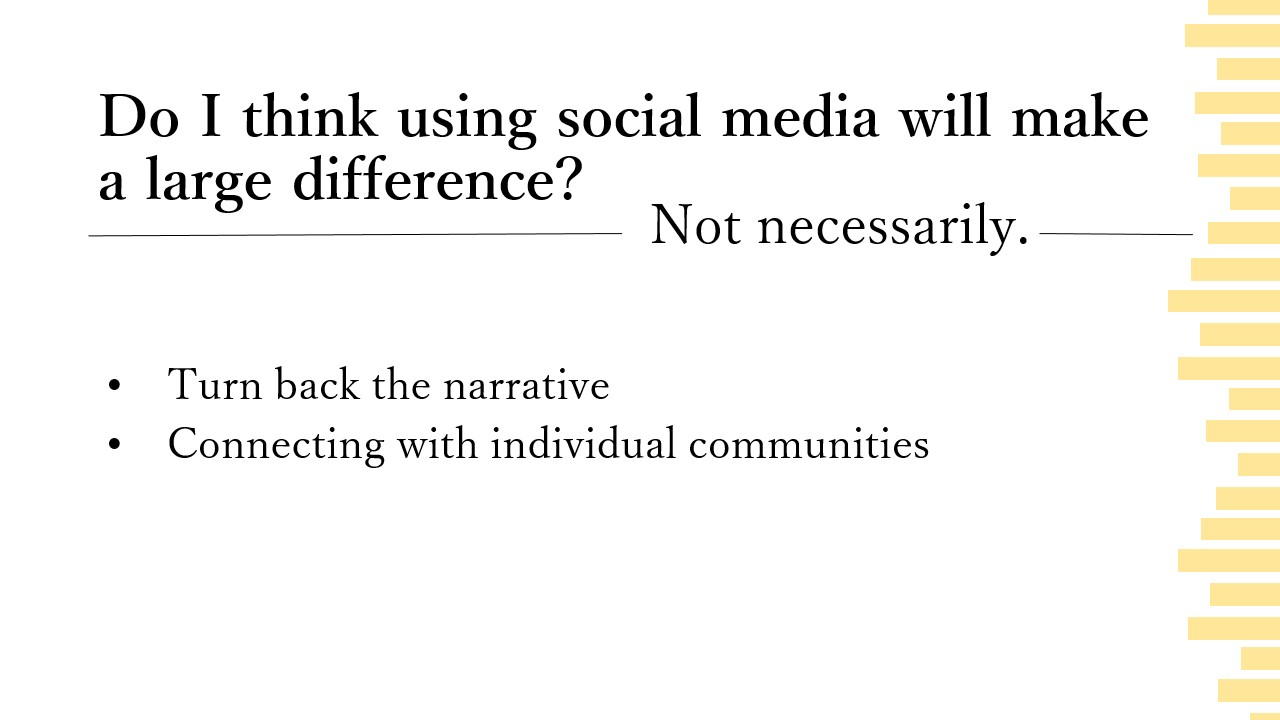 Do I think using social media will make
a large difference?
Not necessarily.
• Turn back the narrative
• Connecting with individual communities